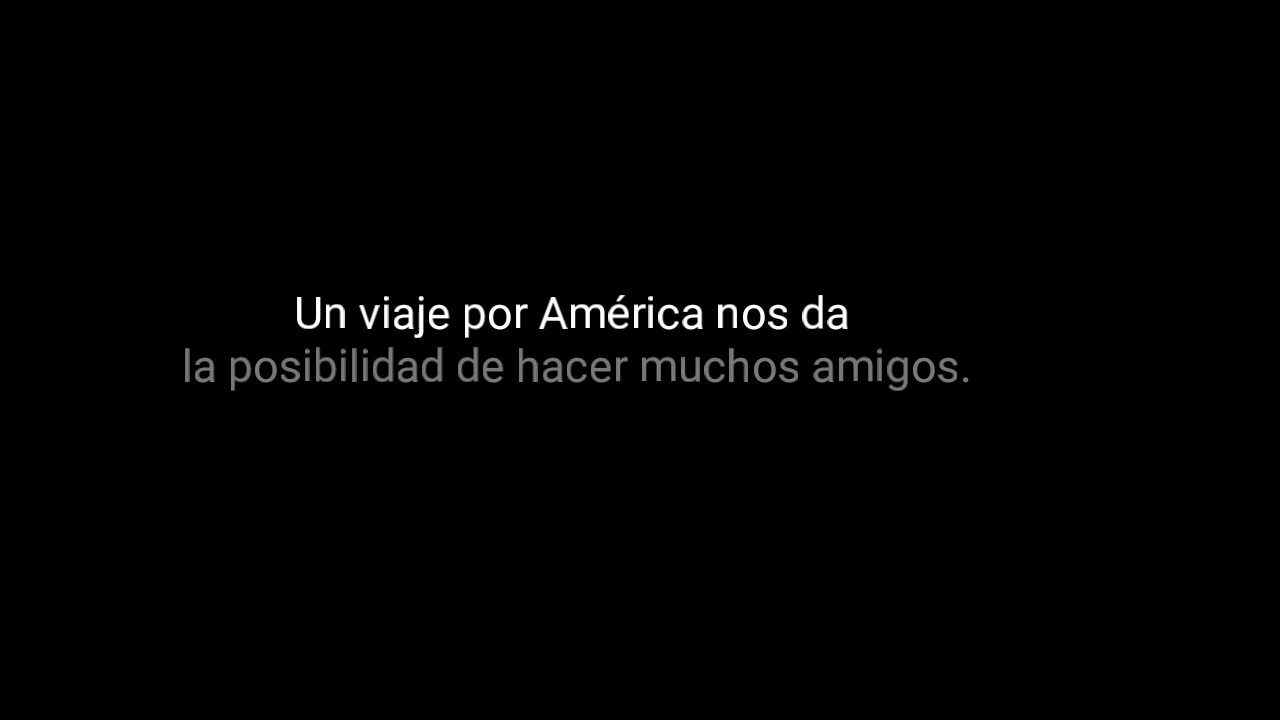 Un viaje por América nos da
la posibilidad de hacer muchos amigos.